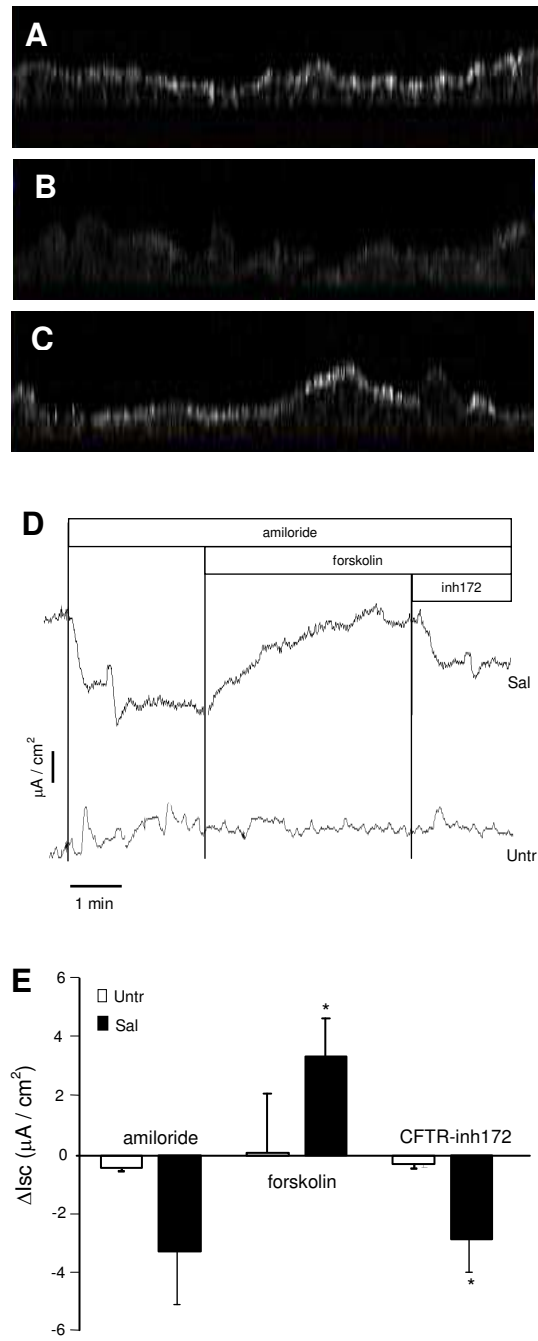 A
B
C
D
amiloride
forskolin
inh172
Sal
μA / cm²
Untr
1 min
E
6
Untr
Sal
*
4
2
amiloride
CFTR-inh172
0
forskolin
ΔIsc (μA / cm²)
-2
-4
*
-6